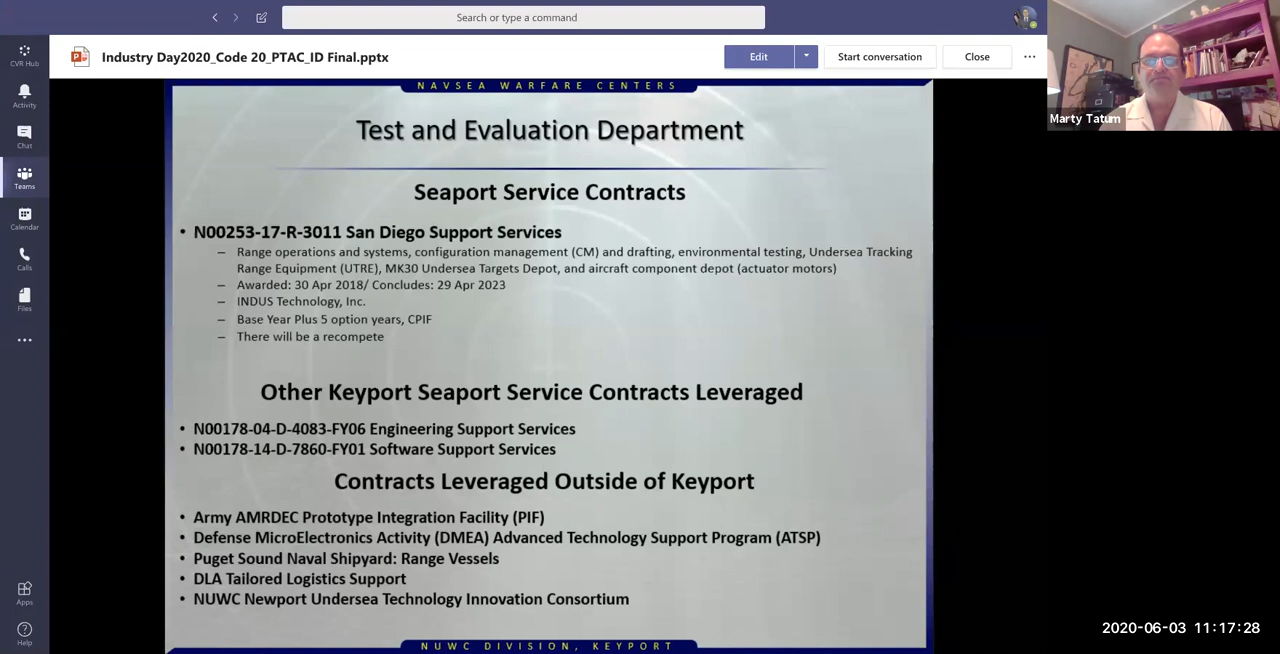 Search or type a command
Industry Day2020_Code 20_PTAC_ID Final.pptx
Edit
Start conversation
Close
CVR Hub
Activity
Chat
Teams
Calendar
Calls
Files
Apps
Help
NAVSEA WARFARE CENTERS
Test and Evaluation Department
Seaport Service Contracts
• N00253-17-R-3011 San Diego Support Services
– Range operations and systems, configuration management (CM) and drafting, environmental testing, Undersea Tracking
Range Equipment (UTRE), MK30 Undersea Targets Depot, and aircraft component depot (actuator motors)
– Awarded: 30 Apr 2018/ Concludes: 29 Apr 2023
– INDUS Technology, Inc.
– Base Year Plus 5 option years, CPIF
– There will be a recompete
Other Keyport Seaport Service Contracts Leveraged
• N00178-04-D-4083-FY06 Engineering Support Services
• N00178-14-D-7860-FY01 Software Support Services
Contracts Leveraged Outside of Keyport
• Army AMRDEC Prototype Integration Facility (PIF)
• Defense MicroElectronics Activity (DMEA) Advanced Technology Support Program (ATSP)
• Puget Sound Naval Shipyard: Range Vessels
• DLA Tailored Logistics Support
• NUWC Newport Undersea Technology Innovation Consortium
NUWC DIVISION, KEYPORT
Marty Tatum
2020-06-03 11:17:28